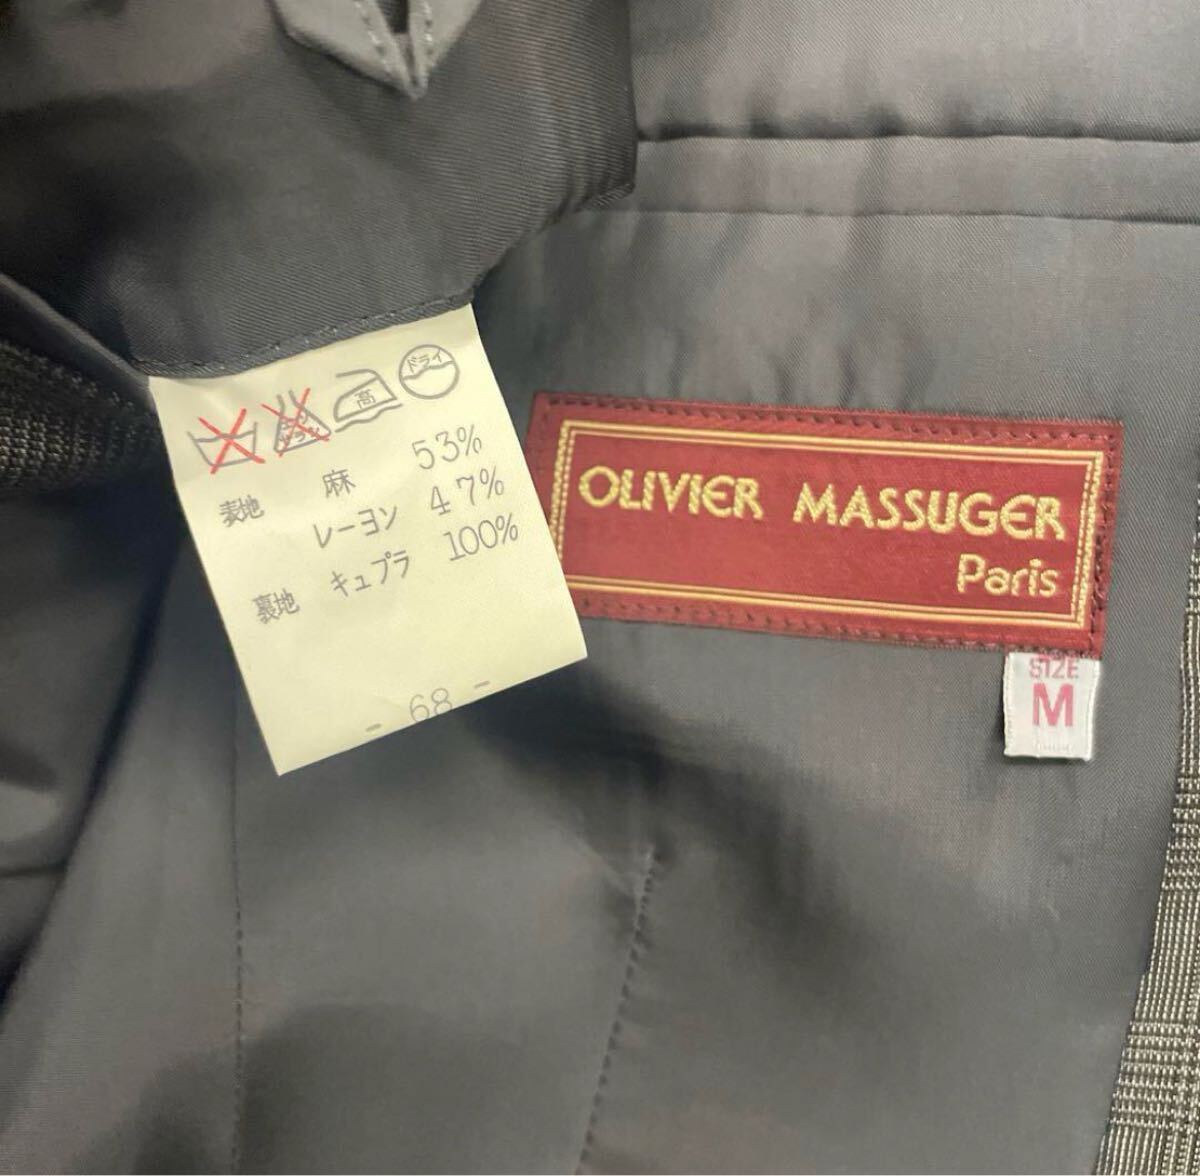 高
ドライ
表地 麻 53%
レーヨン 47%
裏地 キュプラ 100%
- 68 -
OLIVIER MASSUGER
Paris
SIZE
M